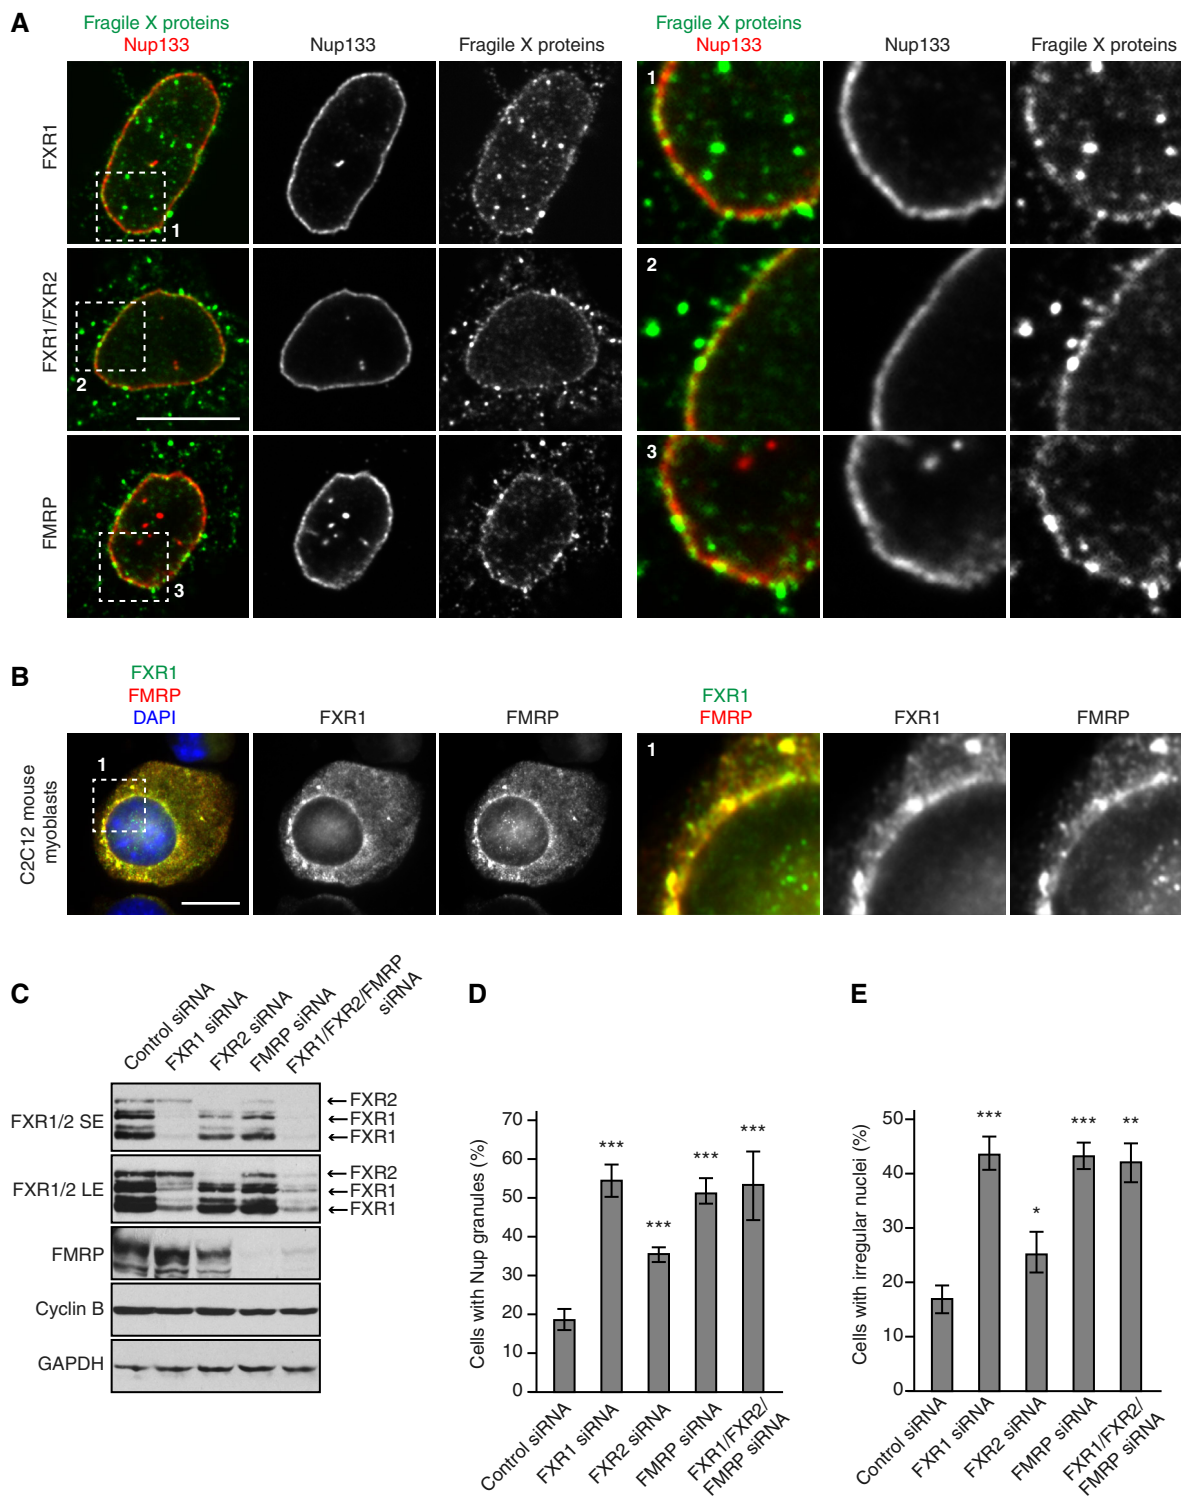 A
Fragile X proteins
Nup133
Nup133
Fragile X proteins
Fragile X proteins
Nup133
Nup133
Fragile X proteins
FXR1
1
1
FXR1/FXR2
2
2
FMRP
3
3
B
FXR1
FMRP
DAPI
FXR1
FMRP
FXR1
FMRP
FXR1
FMRP
C2C12 mouse
myoblasts
1
1
C
Control siRNA
FXR1 siRNA
FXR2 siRNA
FMRP siRNA
FXR1/FXR2/FMRP
siRNA
FXR1/2 SE
←FXR2
←FXR1
←FXR1
FXR1/2 LE
←FXR2
←FXR1
←FXR1
FMRP
Cyclin B
GAPDH
D
Cells with Nup granules (%)
70
60
50
40
30
20
10
0
***
***
***
***
Control siRNA
FXR1 siRNA
FXR2 siRNA
FMRP siRNA
FXR1/FXR2/
FMRP siRNA
E
Cells with irregular nuclei (%)
50
40
30
20
10
0
***
*
***
**
Control siRNA
FXR1 siRNA
FXR2 siRNA
FMRP siRNA
FXR1/FXR2/
FMRP siRNA